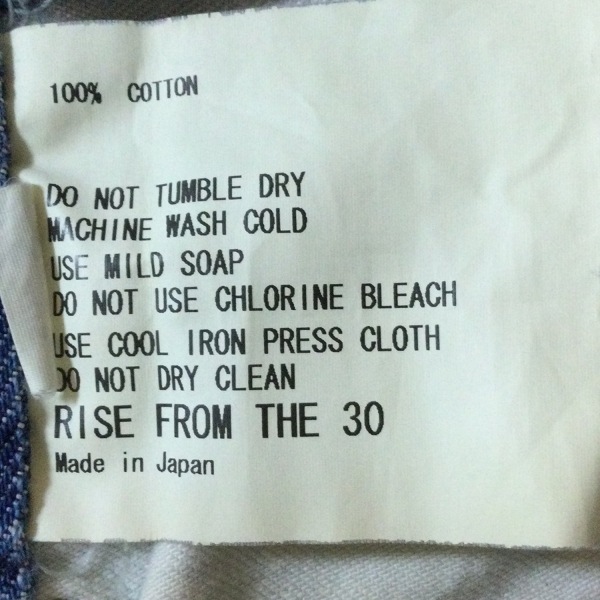 100% COTTON
DO NOT TUMBLE DRY
MACHINE WASH COLD
USE MILD SOAP
DO NOT USE CHLORINE BLEACH
USE COOL IRON PRESS CLOTH
DO NOT DRY CLEAN
RISE FROM THE 30
Made in Japan